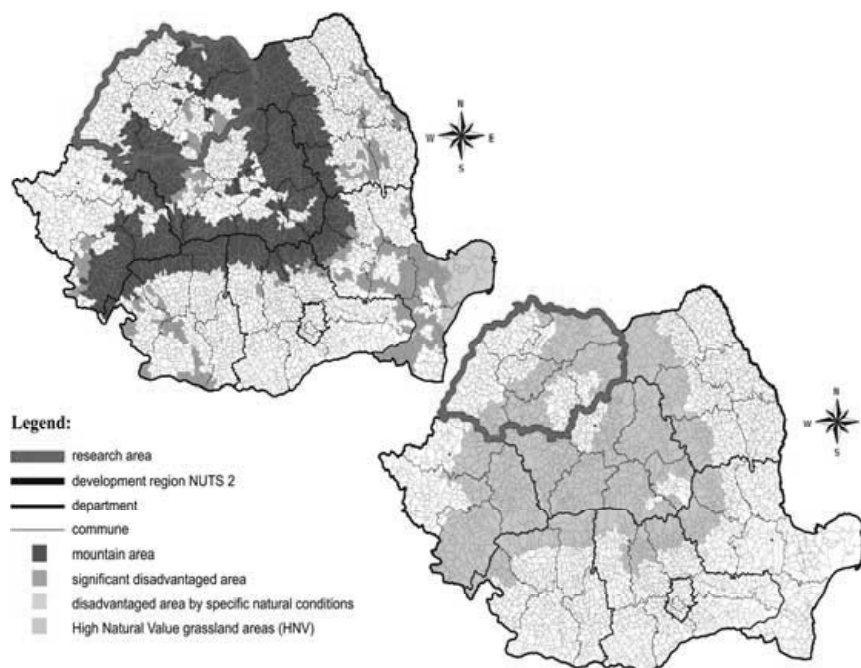 N
W E
S
N
W
S
Legend:
research area
development region NUTS 2
department
commune
mountain area
significant disadvantaged area
disadvantaged area by specific natural conditions
High Natural Value grassland areas (HNV)